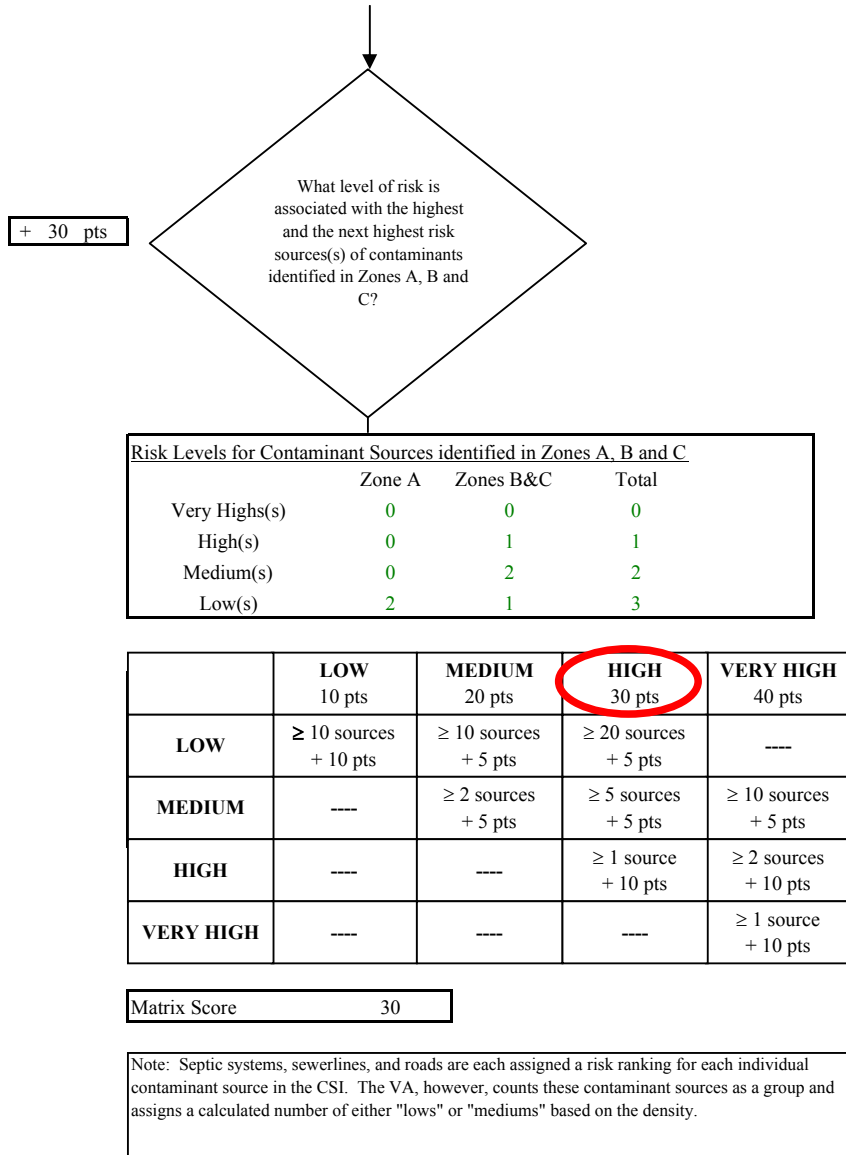 What level of risk is
associated with the highest
and the next highest risk
sources(s) of contaminants
identified in Zones A, B and
C?
+ 30 pts
Risk Levels for Contaminant Sources identified in Zones A, B and C
Zone A Zones B&C Total
Very Highs(s) 0 0 0
High(s) 0 1 1
Medium(s) 0 2 2
Low(s) 2 1 3
LOW MEDIUM HIGH VERY HIGH
10 pts 20 pts 30 pts 40 pts
LOW ≥ 10 sources + 10 pts ≥ 10 sources + 5 pts ≥ 20 sources + 5 pts ----
MEDIUM ---- ≥ 2 sources + 5 pts ≥ 5 sources + 5 pts ≥ 10 sources + 5 pts
HIGH ---- ---- ≥ 1 source + 10 pts ≥ 2 sources + 10 pts
VERY HIGH ---- ---- ---- ≥ 1 source + 10 pts
Matrix Score 30
Note: Septic systems, sewerlines, and roads are each assigned a risk ranking for each individual
contaminant source in the CSI. The VA, however, counts these contaminant sources as a group and
assigns a calculated number of either "lows" or "mediums" based on the density.